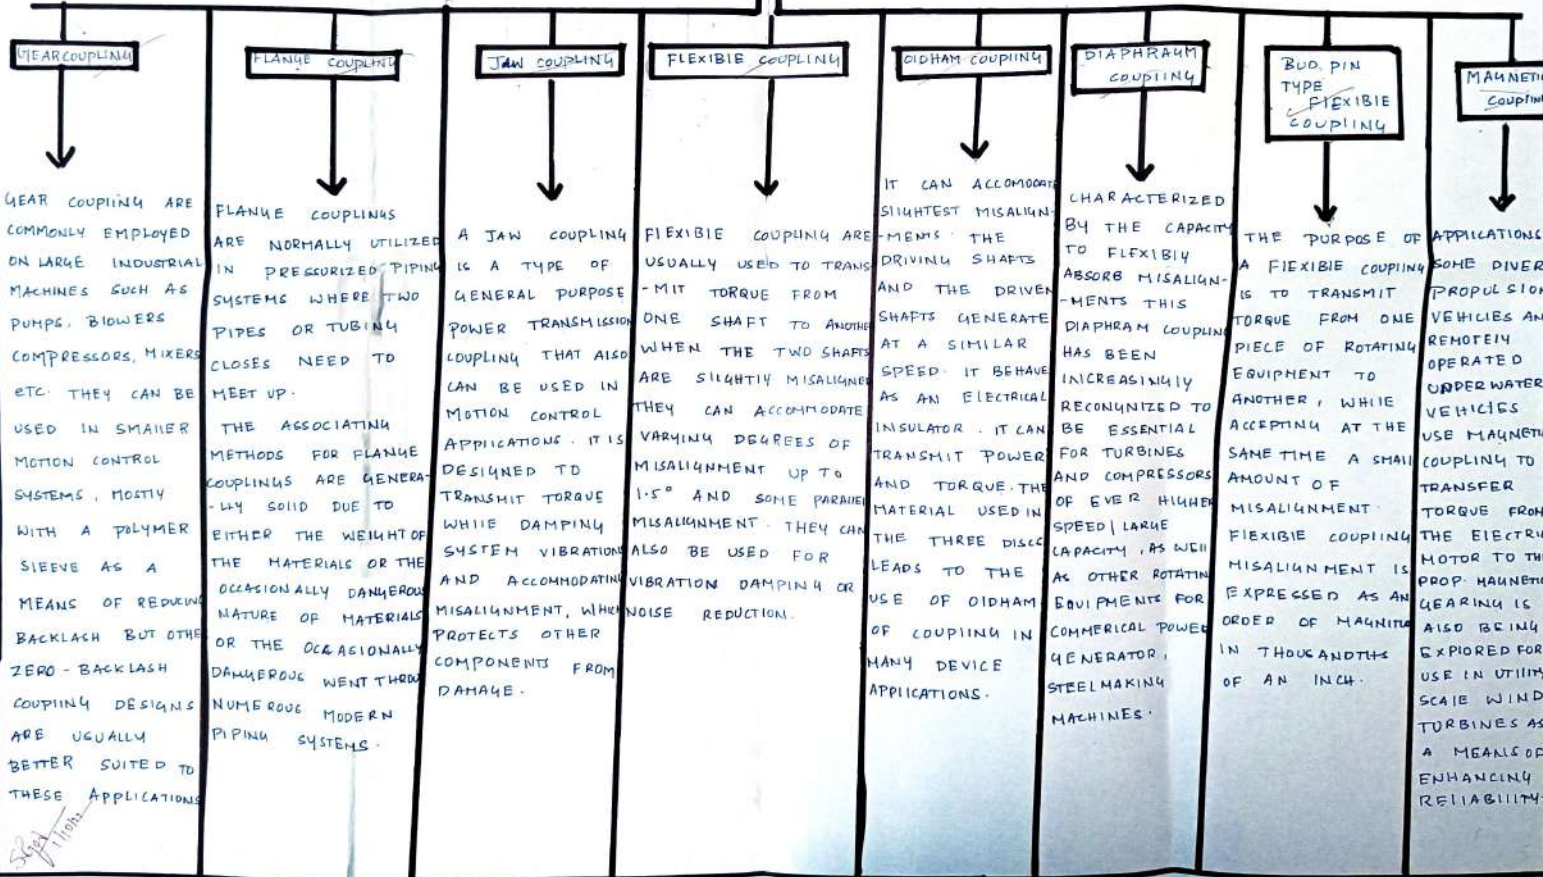 GEAR COUPLING
GEAR COUPLING ARE
COMMONLY EMPLOYED
ON LARGE INDUSTRIAL
MACHINES SUCH AS
PUMPS, BLOWERS
COMPRESSORS, MIXERS
eTC. THEY CAN BE
USED IN SMALLER
MOTION CONTROL
SYSTEMS, MOSTLY
WITH A POLYMER
SLEEVE AS A
MEANS OF REDUCING
BACKLASH BUT OTHE
ZERO - BACKLASH
COUPLING DESIGNS
ARE USUALLY
BETTER SUITED TO
THESE APPLICATIONS
FLANGE COUPLING
FLANGE COUPLINGS
ARE NORMALLY UTILIZED
IN PRESSURIZED PIPING
SYSTEMS WHERE TWO
PIPES OR TUBING
CLOSES NEED TO
MEET UP.
THE ASSOCIATING
METHODS FOR FLANGE
COUPLINGS ARE GENERA-
-LLY SOLID DUE TO
EITHER THE WEIGHT OF
THE MATERIALS OR THE
OCCASIONALLY DANGEROUS
NATURE OF MATERIALS
OR THE OCCASIONALLY
DANGEROUS WENT THROU
NUMEROUS MODERN
PIPING SYSTEMS.
JAW COUPLING
A JAW COUPLING
IS A TYPE OF
GENERAL PURPOSE
POWER TRANSMISSION
COUPLING THAT ALSO
CAN BE USED IN
MOTION CONTROL
APPLICATIONS. IT IS
DESIGNED TO
TRANSMIT TORQUE
WHILE DAMPING
SYSTEM VIBRATIONS
AND ACCOMMODATING
MISALIGNMENT, WHICH
PROTECTS OTHER
COMPONENTS FROM
DAMAGE.
FLEXIBLE COUPLING
FLEXIBLE COUPLING ARE
USUALLY USED TO TRANS
-MIT TORQUE FROM
ONE SHAFT TO ANOTHE
WHEN THE TWO SHAFTS
ARE SLIGHTLY MISALIGNED
THEY CAN ACCOMMODATE
VARYING DEGREES OF
MISALIGNMENT UP TO
1.5° AND SOME PARALLEL
MISALIGNMENT. THEY CAN
ALSO BE USED FOR
VIBRATION DAMPING OR
NOISE REDUCTION.
OLDHAM COUPLING
IT CAN ACCOMODATE
SLIGHTEST MISALIGN-
-MENTS. THE
DRIVING SHAFTS
AND THE DRIVEN
SHAFTS GENERATE
AT A SIMILAR
SPEED. IT BEHAVE
AS AN ELECTRICAL
INSULATOR. IT CAN
TRANSMIT POWER
AND TORQUE. THE
MATERIAL USED IN
THE THREE DISCS
LEADS TO THE
USE OF OLDHAM
OF COUPLING IN
MANY DEVICE
APPLICATIONS.
DIAPHRAGM
COUPLING
CHARACTERIZED
BY THE CAPACITY
TO FLEXIBLY
ABSORB MISALIGN-
-MENTS THIS
DIAPHRAM COUPLING
HAS BEEN
INCREASINGLY
RECONGNIZED TO
BE ESSENTIAL
FOR TURBINES
AND COMPRESSORS
OF EVER HIGHER
SPEED/LARGE
CAPACITY, AS WELL
AS OTHER ROTATIN
EQUIPMENTS FOR
COMMERICAL POWER
GENERATOR,
STEELMAKING
MACHINES.
BUD. PIN
TYPE
FLEXIBLE
COUPLING
THE PURPOSE OF
A FLEXIBLE COUPLING
IS TO TRANSMIT
TORQUE FROM ONE
PIECE OF ROTATING
EQUIPMENT TO
ANOTHER, WHILE
ACCEPTING AT THE
SAME TIME A SMALL
AMOUNT OF
MISALIGNMENT.
FLEXIBLE COUPLING
MISALIGNMENT IS
EXPRESSED AS AN
ORDER OF MAGNITU
IN THOUSANDTHS
OF AN INCH.
MAGNETIC
COUPLIN
APPLICATIONS
SOME DIVER
PROPULSION
VEHICLES AN
REMOTELY
OPERATED
UNDERWATER
VEHICLES
USE MAGNETIC
COUPLING TO
TRANSFER
TORQUE FROM
THE ELECTRIC
MOTOR TO THE
PROP. MAGNETIC
GEARING IS
ALSO BEING
EXPLORED FOR
USE IN UTILITY
SCALE WIND
TURBINES AS
A MEANS OF
ENHANCING
RELIABILITY.